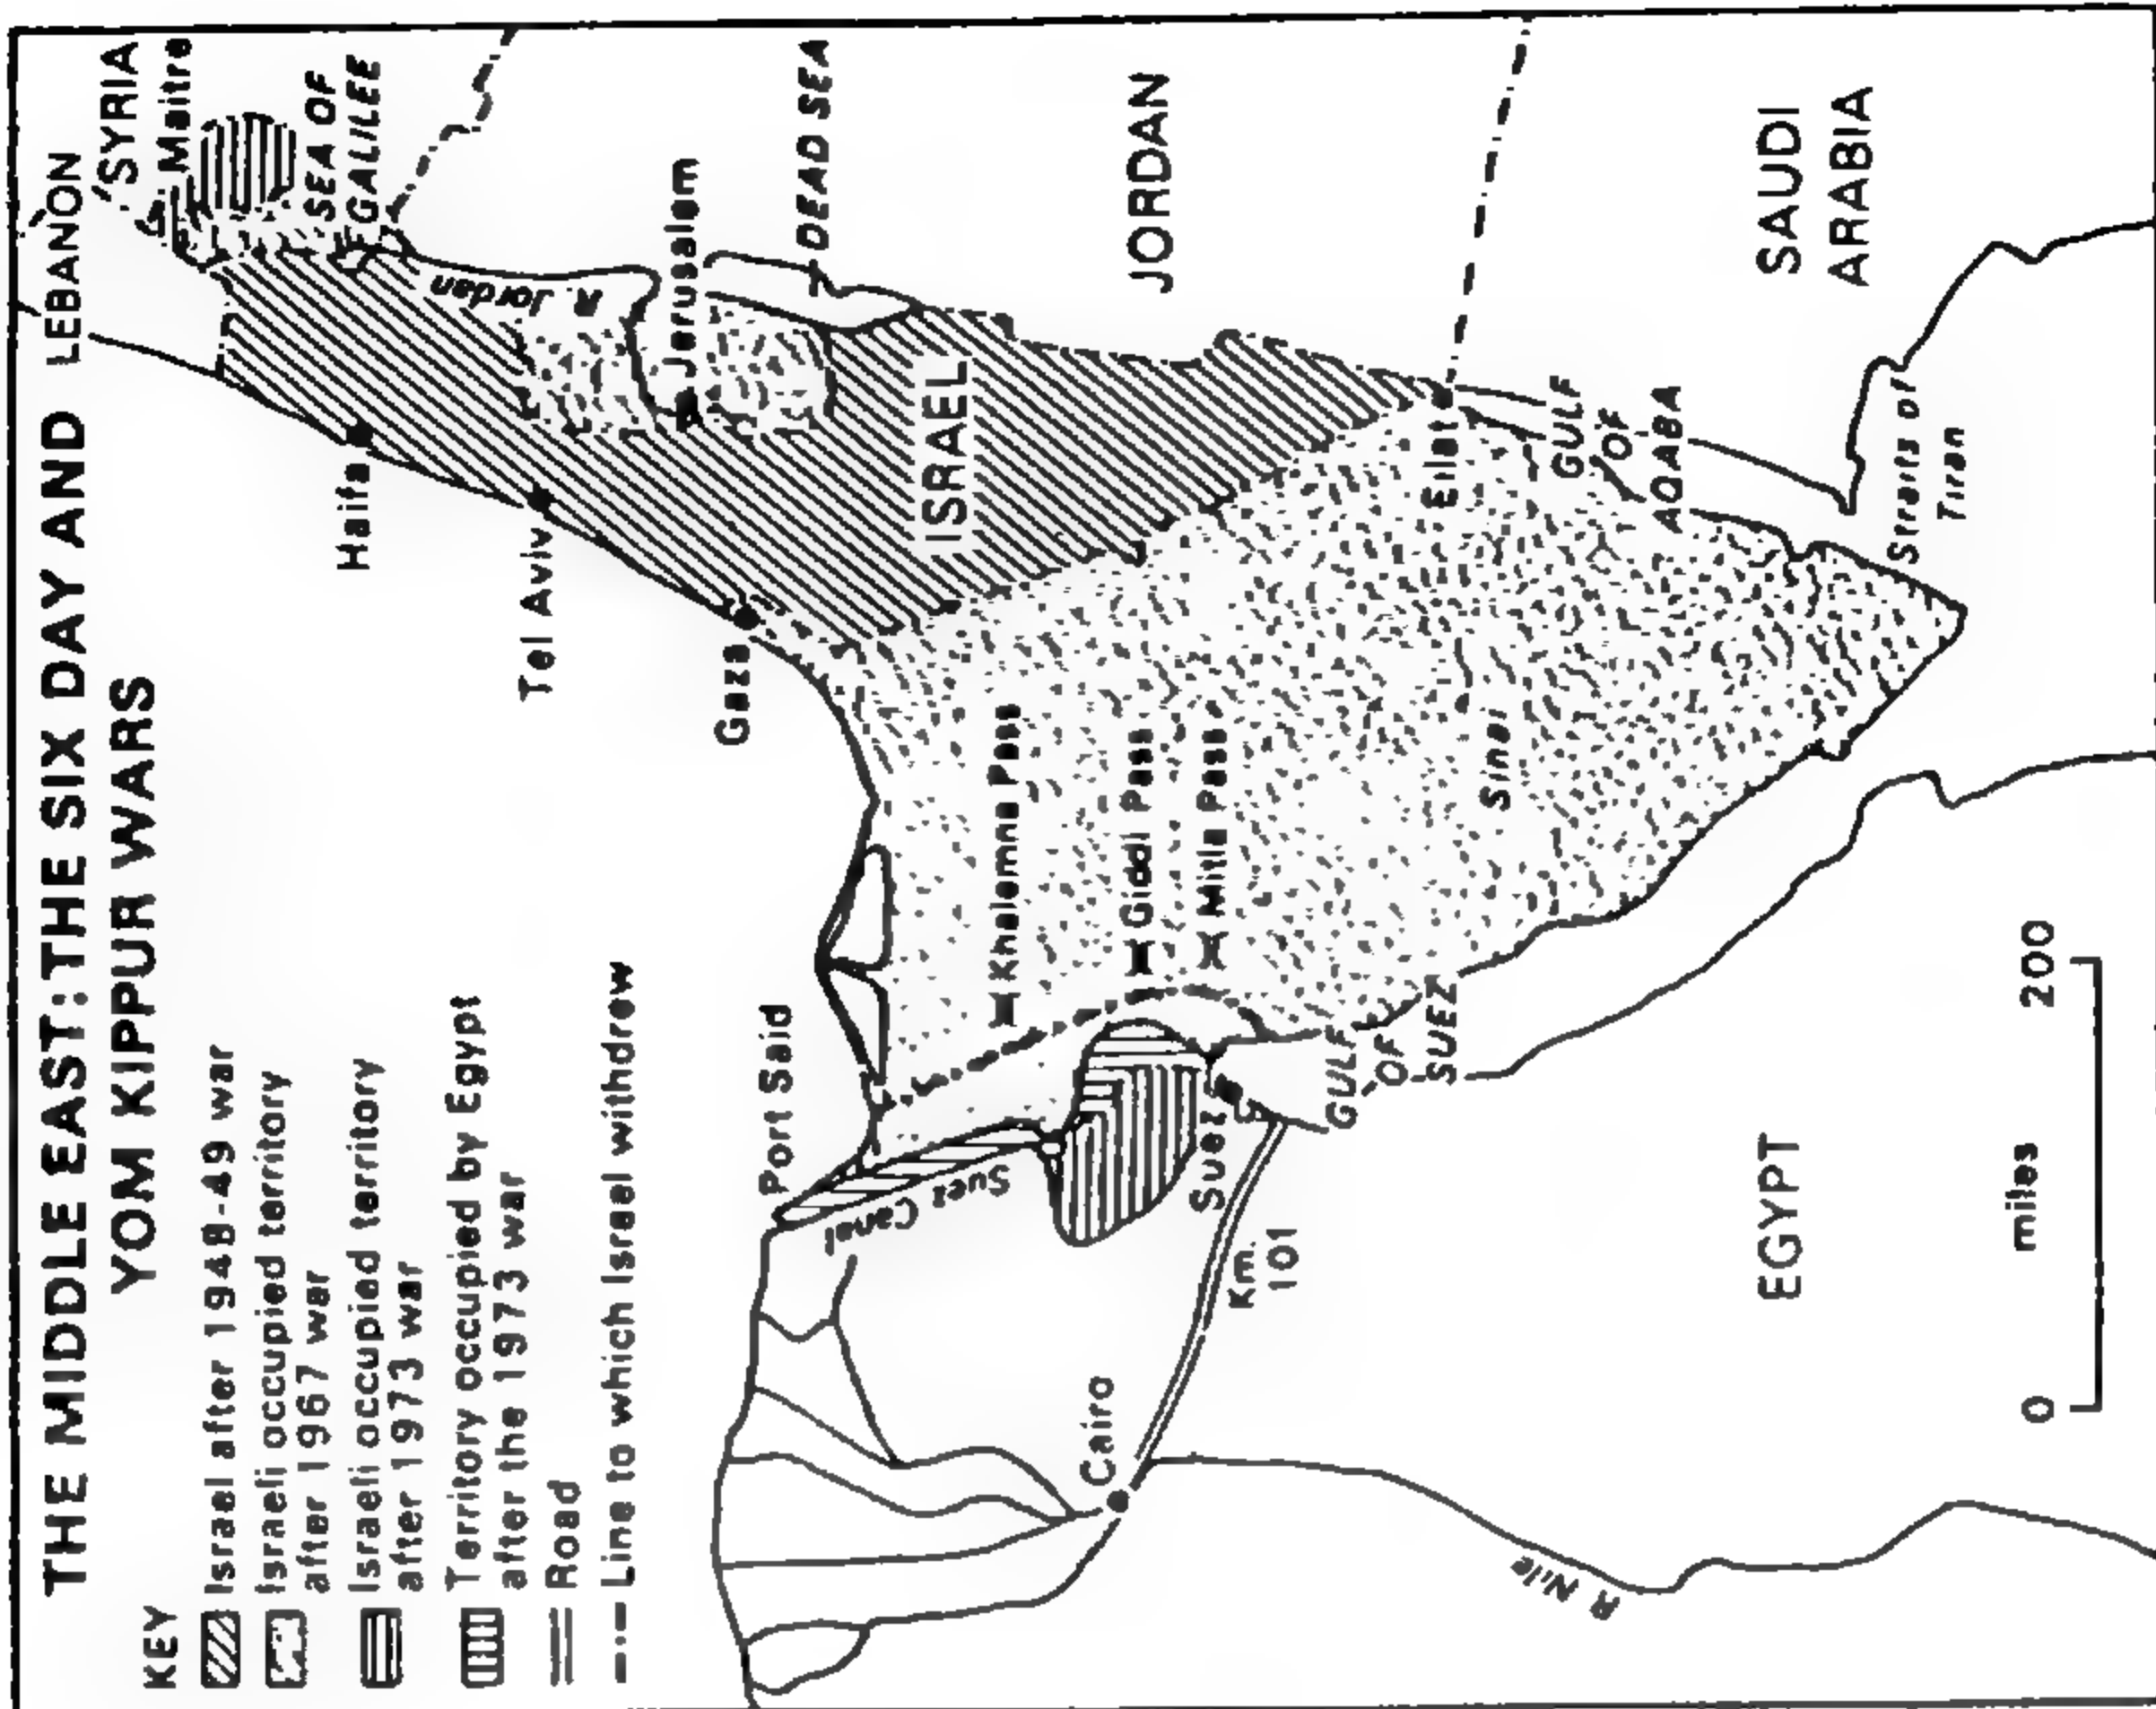 THE MIDDLE EAST: THE SIX DAY AND
YOM KIPPUR WARS
KEY
Israel after 1948-49 war
Israeli occupied territory
after 1967 war
Israeli occupied territory
after 1973 war
Territory occupied by Egypt
after the 1973 war
Road
Line to which Israel withdrew
LEBANON
SYRIA
SEA OF
GALILEE
Haifa
Tel Aviv
R. Jordan
Jerusalem
DEAD SEA
Gaza
ISRAEL
JORDAN
Port Said
Suez Canal
Khatmna Pass
Giddi Pass
Mitla Pass
Cairo
Km.
101
Suez
GULF
OF
SUEZ
Sinai
Eilat
GULF
OF
AQABA
SAUDI
ARABIA
Straits of
Tiran
EGYPT
R Nile
0
miles
200